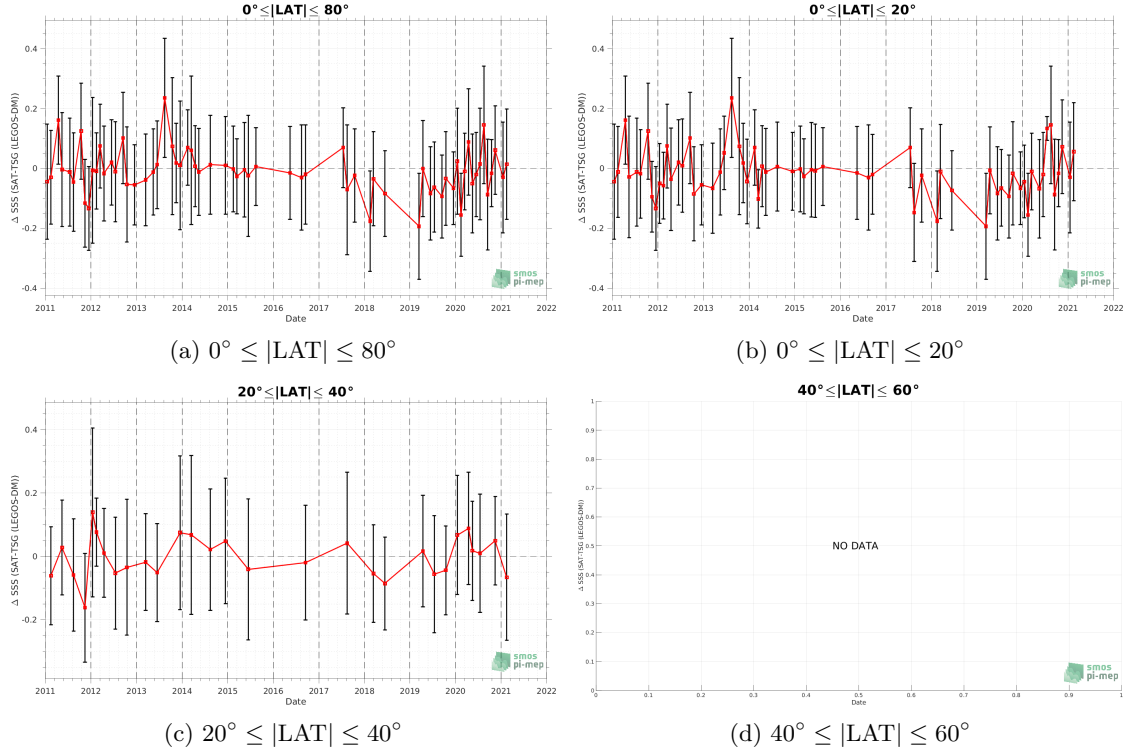 0°≤|LAT|≤ 80°
Δ SSS (SAT-TSG (LEGOS-DM))
0.4
0.2
0
-0.2
-0.4
2011 2012 2013 2014 2015 2016 2017 2018 2019 2020 2021 2022
Date
smos
pi-mep
(a) 0° ≤ |LAT| ≤ 80°
0°≤|LAT|≤ 20°
Δ SSS (SAT-TSG (LEGOS-DM))
0.4
0.2
0
-0.2
-0.4
2011 2012 2013 2014 2015 2016 2017 2018 2019 2020 2021 2022
Date
smos
pi-mep
(b) 0° ≤ |LAT| ≤ 20°
20°≤|LAT|≤ 40°
Δ SSS (SAT-TSG (LEGOS-DM))
0.4
0.2
0
-0.2
2011 2012 2013 2014 2015 2016 2017 2018 2019 2020 2021 2022
Date
smos
pi-mep
(c) 20° ≤ |LAT| ≤ 40°
40°≤|LAT|≤ 60°
Δ SSS (SAT-TSG (LEGOS-DM))
1
0.9
0.8
0.7
0.6
0.5
0.4
0.3
0.2
0.1
0
NO DATA
0 0.1 0.2 0.3 0.4 0.5 0.6 0.7 0.8 0.9 1
Date
smos
pi-mep
(d) 40° ≤ |LAT| ≤ 60°